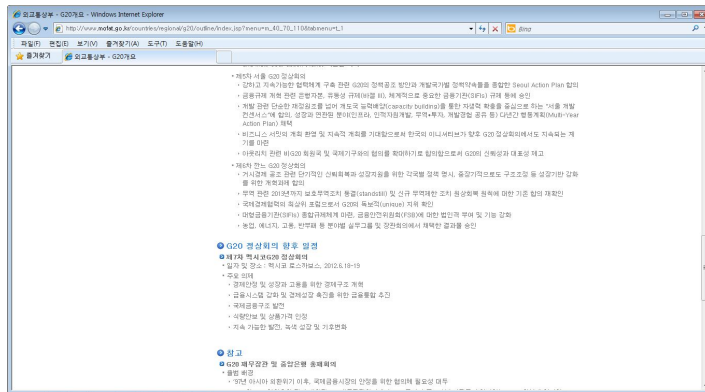 외교통상부 - G20개요 - Windows Internet Explorer
http://www.mofat.go.kr/countries/regional/g20/outline/index.jsp?menu=m_40_70_110&tabmenu=t_1
Bing
파일(F) 편집(E) 보기(V) 즐겨찾기(A) 도구(T) 도움말(H)
즐겨찾기 외교통상부 - G20개요
제5차 서울 G20 정상회의
강하고 지속가능한 협력체계 구축 관련 G20의 정책공조 방안과 개별국가별 정책약속들을 종합한 Seoul Action Plan 합의
금융규제 개혁 관련 은행자본, 유동성 규제(바젤 III), 체계적으로 중요한 금융기관(SIFIs) 규제 등에 승인
개발 관련 단순한 재정원조를 넘어 개도국 능력배양(capacity building)을 통한 자생력 확충을 중심으로 하는 "서울 개발
컨센서스"에 합의, 성장과 연관된 분야(인프라, 인적자원개발, 무역•투자, 개발경험 공유 등) 다년간 행동계획(Multi-Year
Action Plan) 채택
비즈니스 서밋의 개최 환영 및 지속적 개최를 기대함으로써 한국의 이니셔티브가 향후 G20 정상회의에서도 지속되는 계
기를 마련
아웃리치 관련 비G20 회원국 및 국제기구와의 협의를 확대하기로 합의함으로써 G20의 신뢰성과 대표성 제고
제6차 깐느 G20 정상회의
거시경제 공조 관련 단기적인 신뢰회복과 성장지원을 위한 각국별 정책 명시, 중장기적으로도 구조조정 등 성장기반 강화
를 위한 개혁과제 합의
무역 관련 2013년까지 보호무역조치 동결(standstill) 및 신규 무역제한 조치 원상회복 원칙에 대한 기존 합의 재확인
국제경제협력의 최상위 포럼으로서 G20의 독보적(unique) 지위 확인
대형금융기관(SIFIs) 종합규제체계 마련, 금융안전위원회(FSB)에 대한 법인격 부여 및 기능 강화
농업, 에너지, 고용, 반부패 등 분야별 실무그룹 및 장관회의에서 채택한 결과물 승인
G20 정상회의 향후 일정
제7차 멕시코G20 정상회의
일자 및 장소 : 멕시코 로스카보스, 2012.6.18-19
주요 의제
경제안정 및 성장과 고용을 위한 경제구조 개혁
금융시스템 강화 및 경제성장 촉진을 위한 금융통합 추진
국제금융구조 발전
식량안보 및 상품가격 안정
지속 가능한 발전, 녹색 성장 및 기후변화
참고
G20 재무장관 및 중앙은행 총재회의
출범 배경
'97년 아시아 외환위기 이후, 국제금융시장의 안정을 위한 협의체 필요성 대두